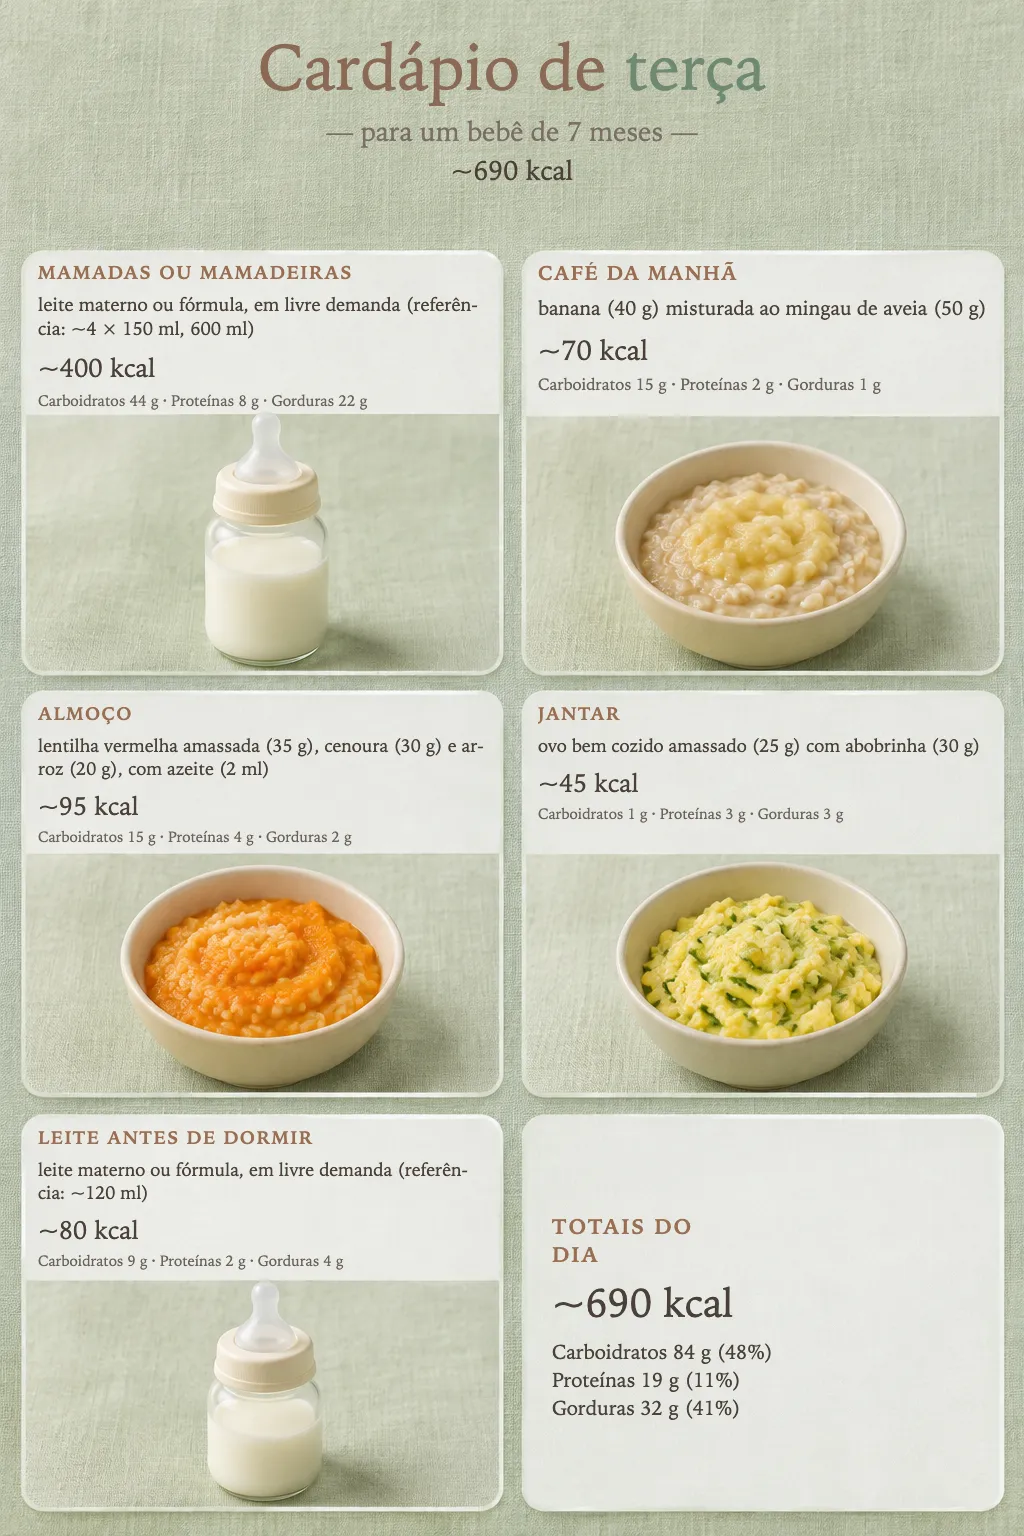 Cardápio de terça
— para um bebê de 7 meses —
~690 kcal
MAMADAS OU MAMADEIRAS
leite materno ou fórmula, em livre demanda (referên-
cia: ~4 × 150 ml, 600 ml)
~400 kcal
Carboidratos 44 g · Proteínas 8 g · Gorduras 22 g
CAFÉ DA MANHÃ
banana (40 g) misturada ao mingau de aveia (50 g)
~70 kcal
Carboidratos 15 g · Proteínas 2 g · Gorduras 1 g
ALMOÇO
lentilha vermelha amassada (35 g), cenoura (30 g) e ar-
roz (20 g), com azeite (2 ml)
~95 kcal
Carboidratos 15 g · Proteínas 4 g · Gorduras 2 g
JANTAR
ovo bem cozido amassado (25 g) com abobrinha (30 g)
~45 kcal
Carboidratos 1 g · Proteínas 3 g · Gorduras 3 g
LEITE ANTES DE DORMIR
leite materno ou fórmula, em livre demanda (referên-
cia: ~120 ml)
~80 kcal
Carboidratos 9 g · Proteínas 2 g · Gorduras 4 g
TOTAIS DO
DIA
~690 kcal
Carboidratos 84 g (48%)
Proteínas 19 g (11%)
Gorduras 32 g (41%)